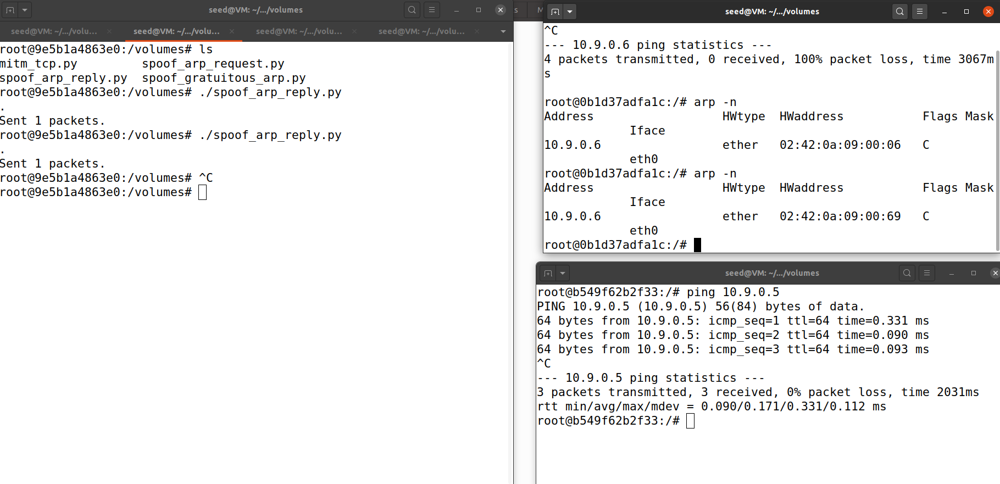 seed@VM: ~/.../volumes
seed@VM: ~/.../volu... × seed@VM: ~/.../volu... × seed@VM: ~/.../volu... × seed@VM: ~/.../volu... ×
root@9e5b1a4863e0:/volumes# ls
mitm_tcp.py spoof_arp_request.py
spoof_arp_reply.py spoof_gratuitous_arp.py
root@9e5b1a4863e0:/volumes# ./spoof_arp_reply.py
.
Sent 1 packets.
root@9e5b1a4863e0:/volumes# ./spoof_arp_reply.py
.
Sent 1 packets.
root@9e5b1a4863e0:/volumes# ^C
root@9e5b1a4863e0:/volumes#
s M
seed@VM: ~/.../volumes
^C
--- 10.9.0.6 ping statistics ---
4 packets transmitted, 0 received, 100% packet loss, time 3067m
s
root@0b1d37adfa1c:/# arp -n
Address HWtype HWaddress Flags Mask
Iface
10.9.0.6 ether 02:42:0a:09:00:06 C
eth0
root@0b1d37adfa1c:/# arp -n
Address HWtype HWaddress Flags Mask
Iface
10.9.0.6 ether 02:42:0a:09:00:69 C
eth0
root@0b1d37adfa1c:/#
seed@VM: ~/.../volumes
root@b549f62b2f33:/# ping 10.9.0.5
PING 10.9.0.5 (10.9.0.5) 56(84) bytes of data.
64 bytes from 10.9.0.5: icmp_seq=1 ttl=64 time=0.331 ms
64 bytes from 10.9.0.5: icmp_seq=2 ttl=64 time=0.090 ms
64 bytes from 10.9.0.5: icmp_seq=3 ttl=64 time=0.093 ms
^C
--- 10.9.0.5 ping statistics ---
3 packets transmitted, 3 received, 0% packet loss, time 2031ms
rtt min/avg/max/mdev = 0.090/0.171/0.331/0.112 ms
root@b549f62b2f33:/#